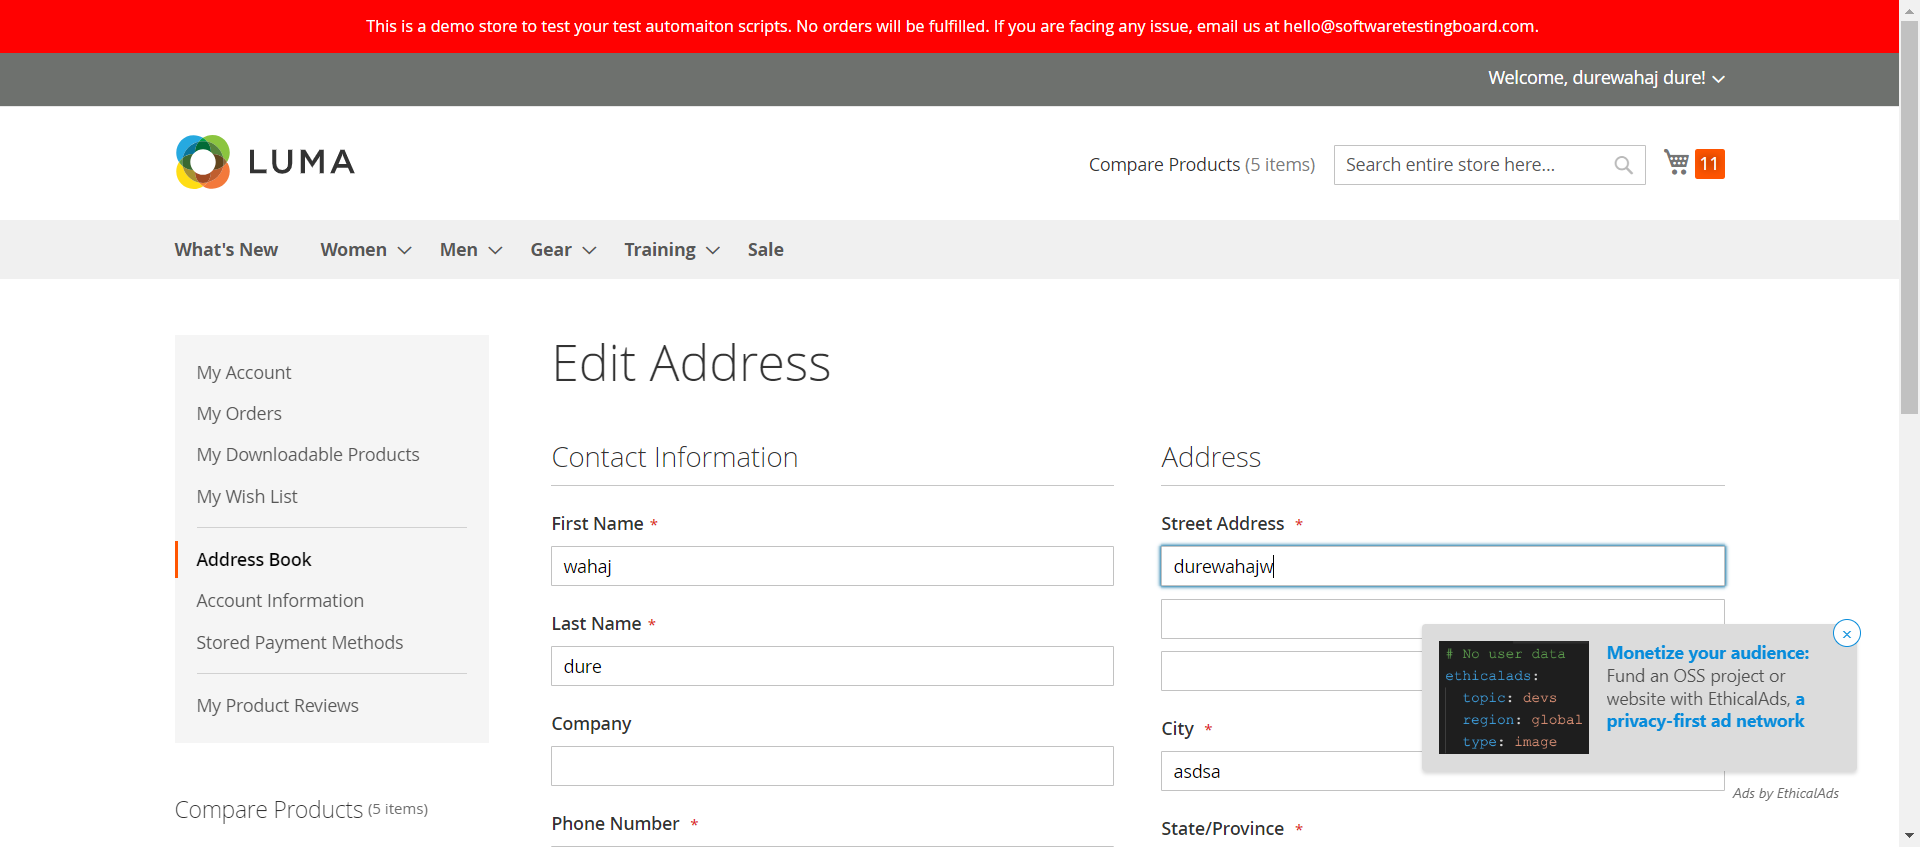 This is a demo store to test your test automaiton scripts. No orders will be fulfilled. If you are facing any issue, email us at hello@softwaretestingboard.com.
Welcome, durewahaj dure!
LUMA
Compare Products (5 items)
Search entire store here...
11
What's New
Women
Men
Gear
Training
Sale
My Account
My Orders
My Downloadable Products
My Wish List
Address Book
Account Information
Stored Payment Methods
My Product Reviews
Compare Products (5 items)
Edit Address
Contact Information
First Name *
wahaj
Last Name *
dure
Company
Phone Number *
Address
Street Address *
durewahajw
City *
asdsa
State/Province *
# No user data
ethicalads:
topic: devs
region: global
type: image
Monetize your audience:
Fund an OSS project or
website with EthicalAds, a
privacy-first ad network
×
Ads by EthicalAds